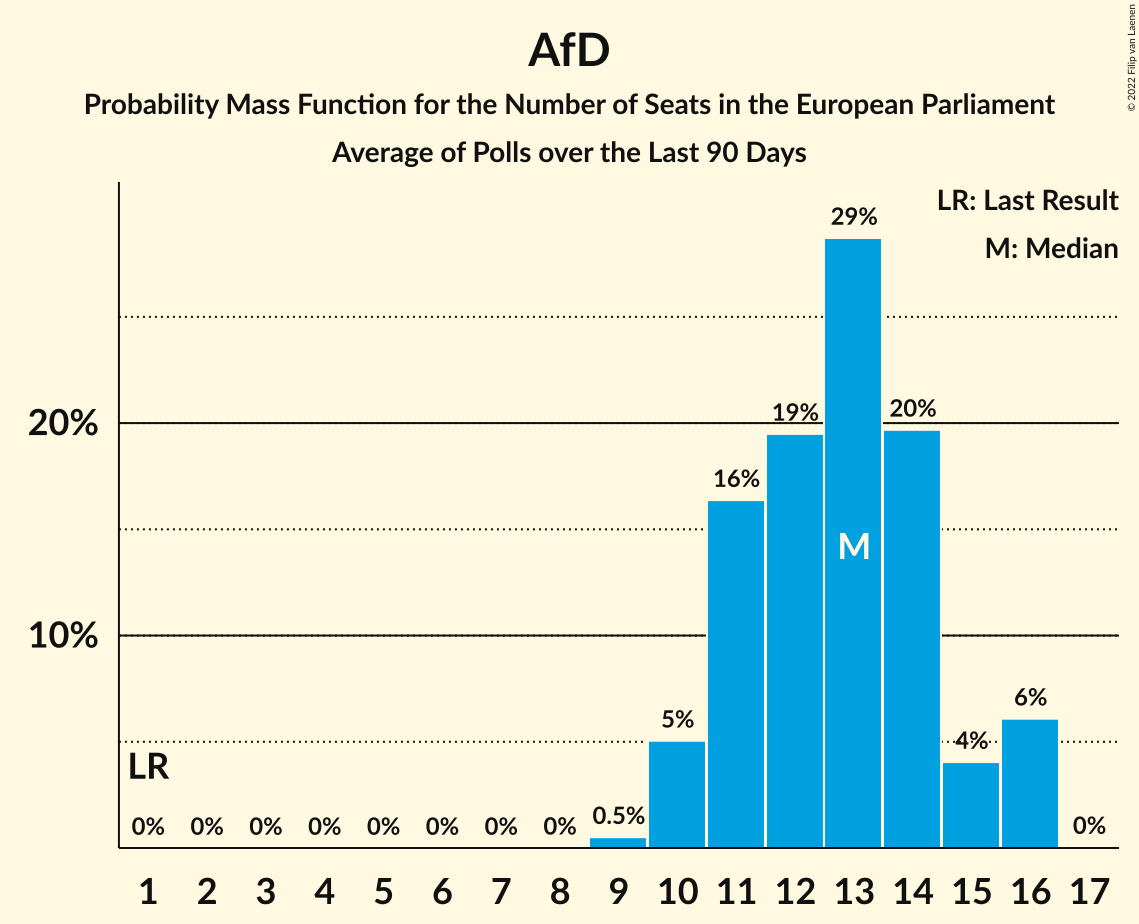 AfD
Probability Mass Function for the Number of Seats in the European Parliament
Average of Polls over the Last 90 Days
© 2022 Filip van Laenen
LR: Last Result
M: Median
20%
10%
LR
M
0%
0%
0%
0%
0%
0%
0%
0%
0.5%
5%
16%
19%
29%
20%
4%
6%
0%
1 2 3 4 5 6 7 8 9 10 11 12 13 14 15 16 17